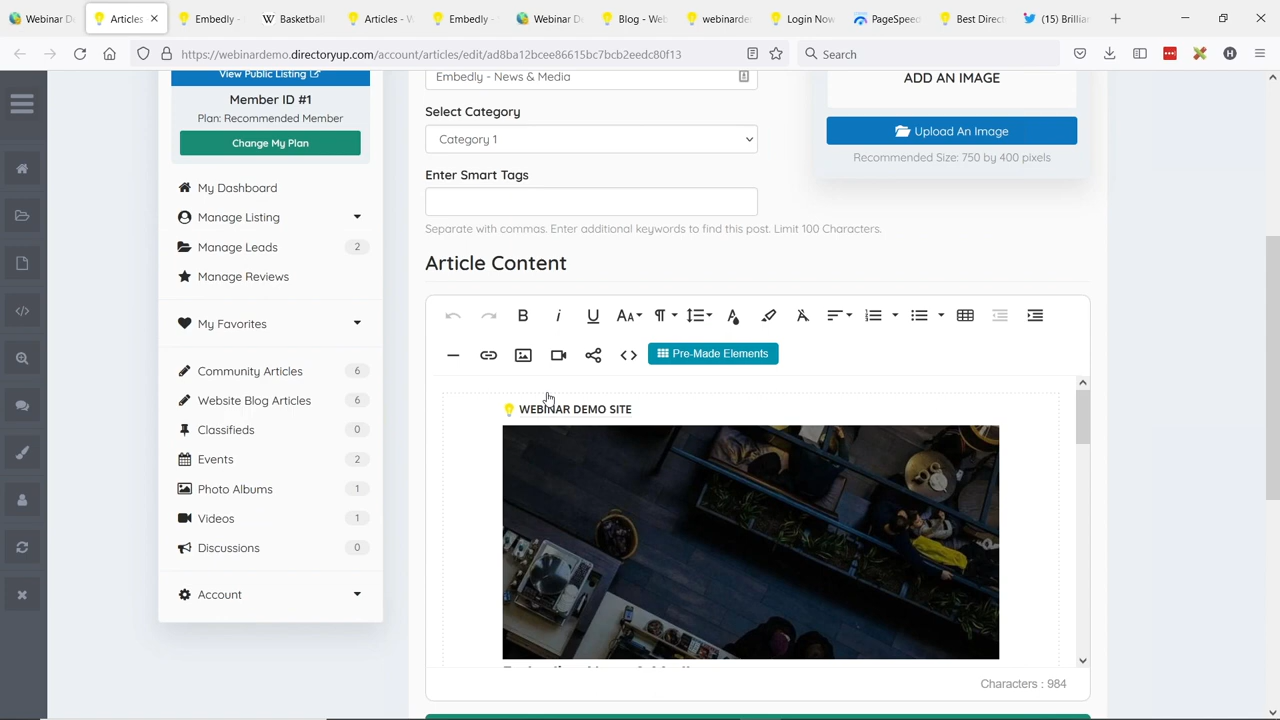 Webinar D
Articles
Embedly -
Basketball
Articles - W
Embedly -
Webinar De
Blog - Web
webinarde
Login Now
PageSpeed
Best Direct
(15) Brillian
https://webinardemo.directoryup.com/account/articles/edit/ad8ba12bcee86615bc7bcb2eedc80f13
Search
View Public Listing
Member ID #1
Plan: Recommended Member
Change My Plan
My Dashboard
Manage Listing
Manage Leads 2
Manage Reviews
My Favorites
Community Articles 6
Website Blog Articles 6
Classifieds 0
Events 2
Photo Albums 1
Videos 1
Discussions 0
Account
Embedly - News & Media
Select Category
Category 1
Enter Smart Tags
Separate with commas. Enter additional keywords to find this post. Limit 100 Characters.
Article Content
Pre-Made Elements
WEBINAR DEMO SITE
Characters : 984
ADD AN IMAGE
Upload An Image
Recommended Size: 750 by 400 pixels